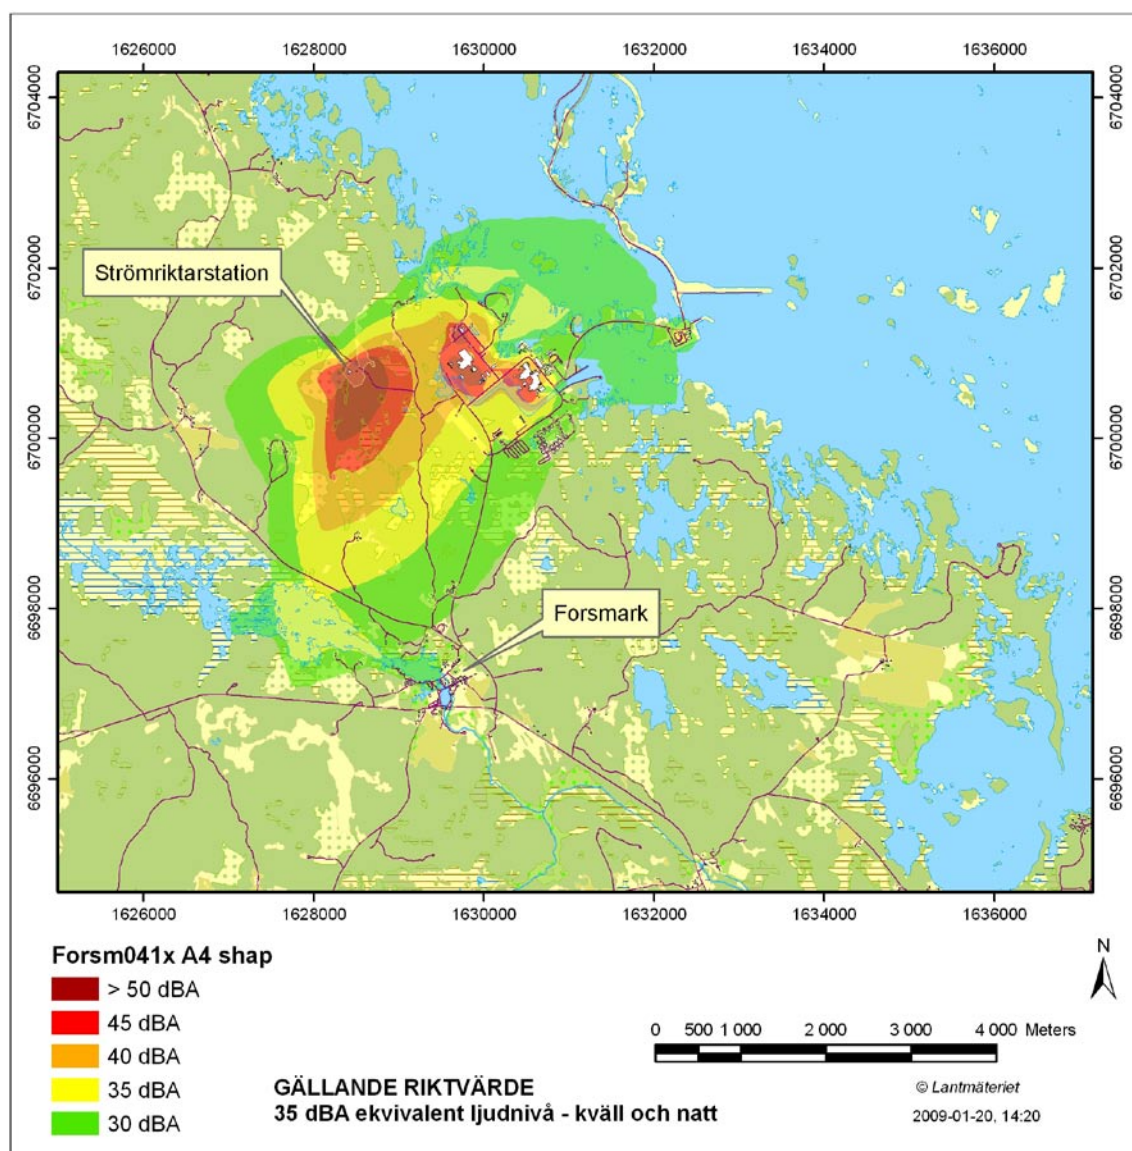 1626000 1628000 1630000 1632000 1634000 1636000
6704000 6704000
6702000 6702000
Strömriktarstation
6700000 6700000
6698000 6698000
Forsmark
6696000 6696000
1626000 1628000 1630000 1632000 1634000 1636000
Forsm041x A4 shap
> 50 dBA
45 dBA
40 dBA
35 dBA
30 dBA
N
0 500 1 000 2 000 3 000 4 000 Meters
GÄLLANDE RIKTVÄRDE
35 dBA ekvivalent ljudnivå - kväll och natt
© Lantmäteriet
2009-01-20, 14:20